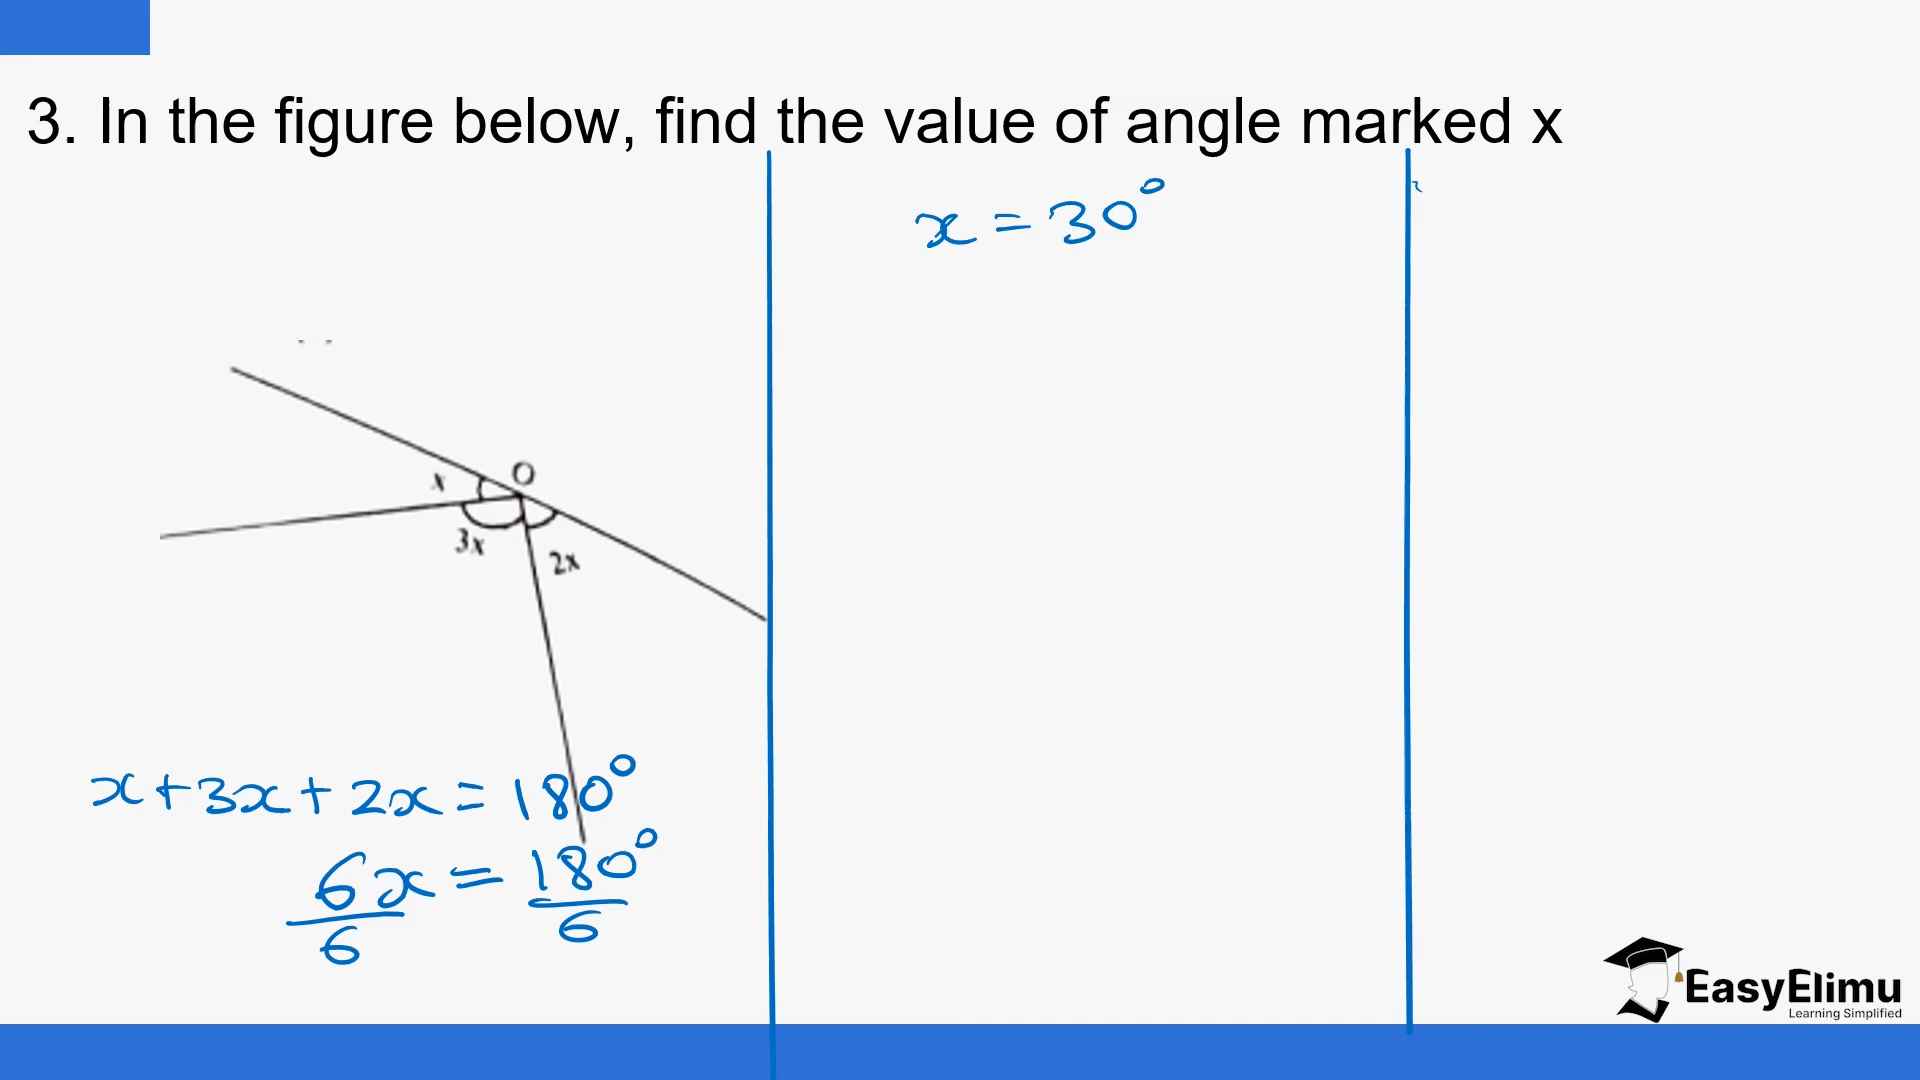 3. In the figure below, find the value of angle marked x
x = 30°
O
x
3x
2x
x + 3x + 2x = 180°
6x = 180°
6 6
EasyElimu
Learning Simplified